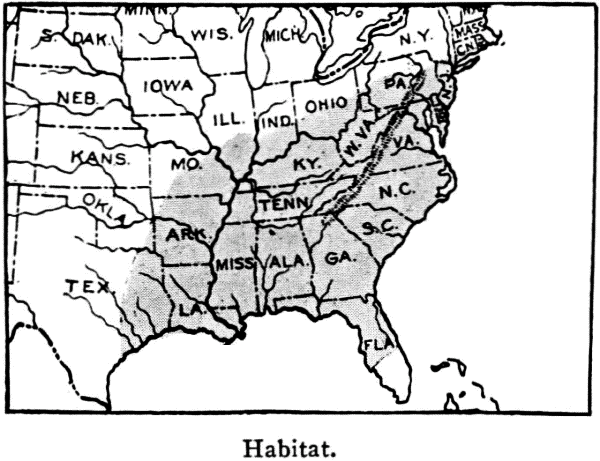 MINN.
S. DAK.
WIS.
MICH.
N.Y.
MASS.
NEB.
IOWA
ILL.
IND.
OHIO
PA.
N.J.
KANS.
MO.
KY.
W. VA.
VA.
OKLA.
ARK.
TENN.
N.C.
S.C.
TEX.
LA.
MISS.
ALA.
GA.
FLA.
Habitat.